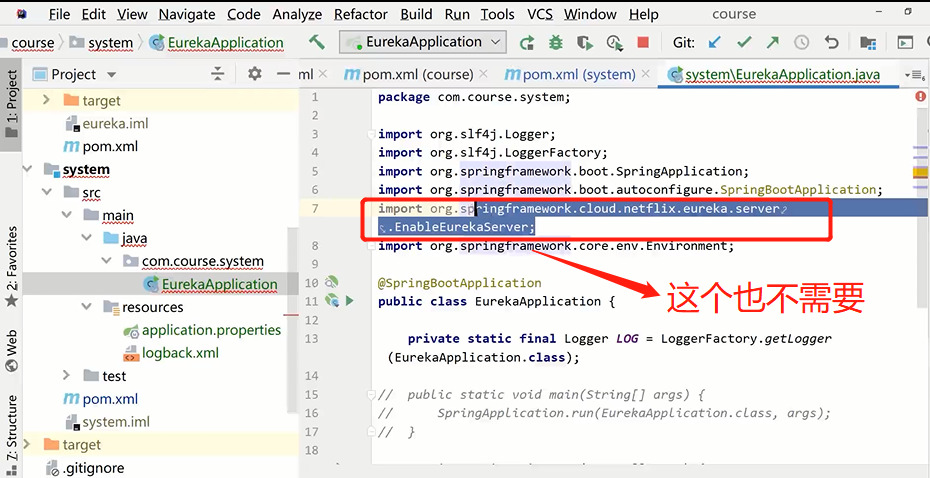 File Edit View Navigate Code Analyze Refactor Build Run Tools VCS Window Help course
course system EurekaApplication EurekaApplication Git:
1: Project
2: Favorites
Web
Z: Structure
Project
ml pom.xml (course) pom.xml (system) system\EurekaApplication.java
target
eureka.iml
pom.xml
system
src
main
java
com.course.system
EurekaApplication
resources
application.properties
logback.xml
test
pom.xml
system.iml
target
.gitignore
1 package com.course.system;
2
3 import org.slf4j.Logger;
4 import org.slf4j.LoggerFactory;
5 import org.springframework.boot.SpringApplication;
6 import org.springframework.boot.autoconfigure.SpringBootApplication;
7 import org.springframework.cloud.netflix.eureka.server
.EnableEurekaServer;
8 import org.springframework.core.env.Environment;
9
10 @SpringBootApplication
11 public class EurekaApplication {
12
13 private static final Logger LOG = LoggerFactory.getLogger
(EurekaApplication.class);
14
15 // public static void main(String[] args) {
16 // SpringApplication.run(EurekaApplication.class, args);
17 // }
18
这个也不需要